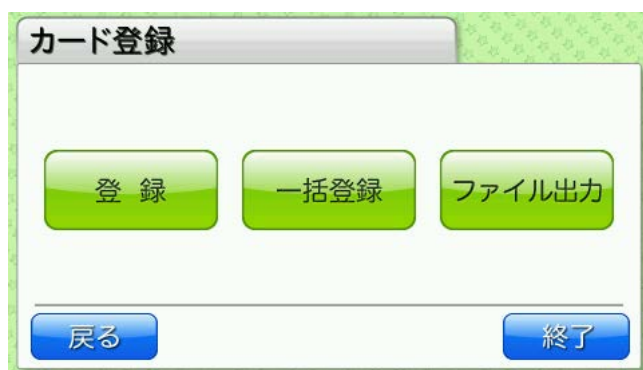 カード登録
登 録
一括登録
ファイル出力
戻る
終了